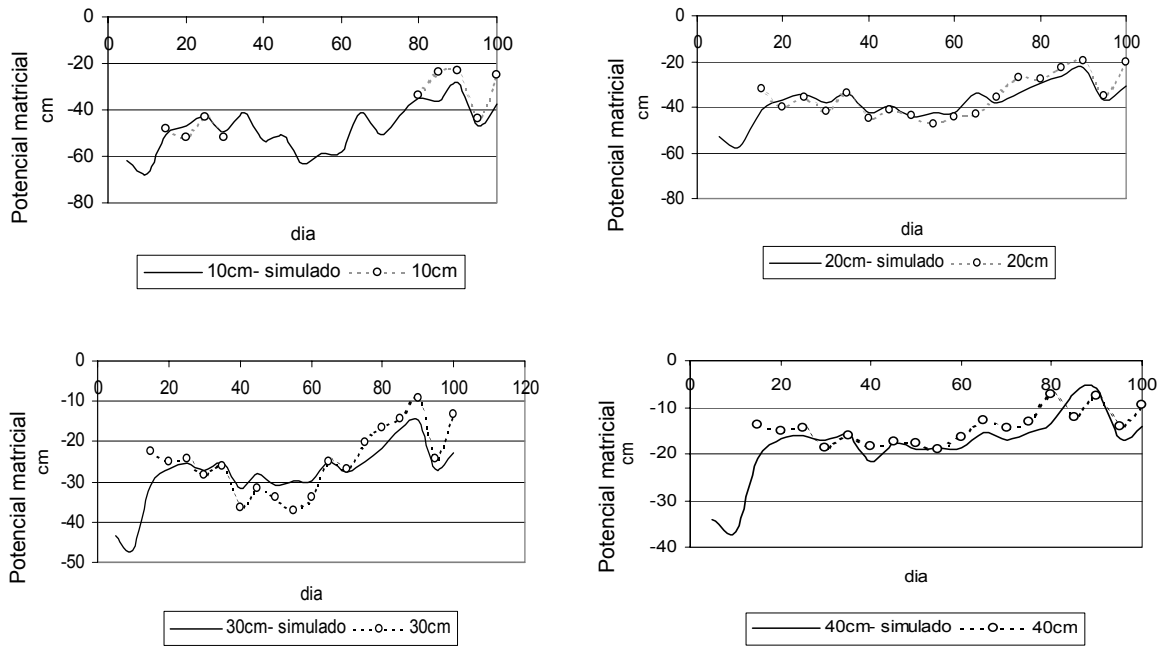 0
0 20 40 60 80 100
-20
-40
-60
-80
Potencial matricial
cm
dia
10cm- simulado 10cm
0
0 20 40 60 80 100
-20
-40
-60
-80
Potencial matricial
cm
dia
20cm- simulado 20cm
0
0 20 40 60 80 100 120
-10
-20
-30
-40
-50
Potencial matricial
cm
dia
30cm- simulado 30cm
0
0 20 40 60 80 100
-10
-20
-30
-40
Potencial matricial
cm
dia
40cm- simulado 40cm